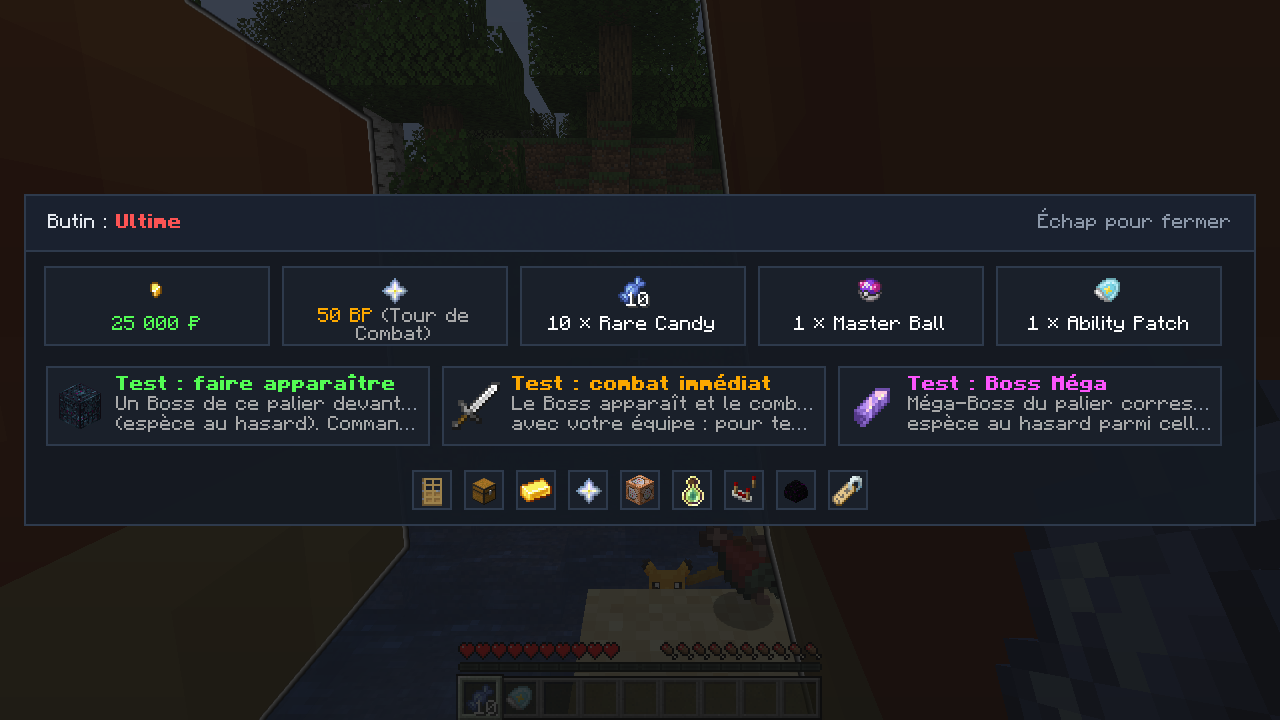 Butin : Ultime
Échap pour fermer
25 000 ₽
50 BP (Tour de
Combat)
10
10 × Rare Candy
1 × Master Ball
1 × Ability Patch
Test : faire apparaître
Un Boss de ce palier devant...
(espèce au hasard). Comman...
Test : combat immédiat
Le Boss apparaît et le comb...
avec votre équipe : pour te...
Test : Boss Méga
Méga-Boss du palier corres...
espèce au hasard parmi cell...
10